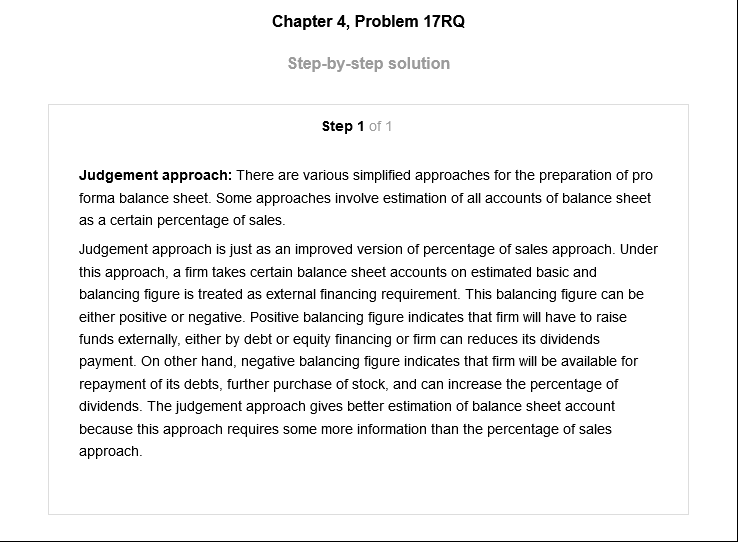 Chapter 4, Problem 17RQ
Step-by-step solution
Step 1 of 1
Judgement approach: There are various simplified approaches for the preparation of pro
forma balance sheet. Some approaches involve estimation of all accounts of balance sheet
as a certain percentage of sales.
Judgement approach is just as an improved version of percentage of sales approach. Under
this approach, a firm takes certain balance sheet accounts on estimated basic and
balancing figure is treated as external financing requirement. This balancing figure can be
either positive or negative. Positive balancing figure indicates that firm will have to raise
funds externally, either by debt or equity financing or firm can reduces its dividends
payment. On other hand, negative balancing figure indicates that firm will be available for
repayment of its debts, further purchase of stock, and can increase the percentage of
dividends. The judgement approach gives better estimation of balance sheet account
because this approach requires some more information than the percentage of sales
approach.